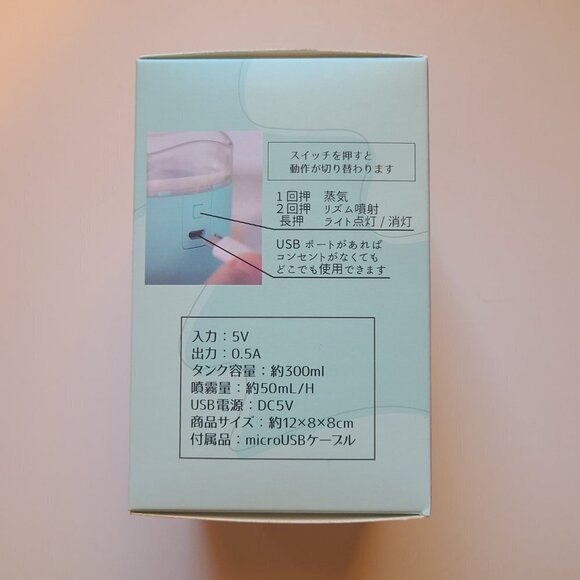 スイッチを押すと
動作が切り替わります
1回押 蒸気
2回押 リズム噴射
長押 ライト点灯 / 消灯
USB ポートがあれば
コンセントがなくても
どこでも使用できます
入力:5V
出力:0.5A
タンク容量:約300ml
噴霧量:約50mL/H
USB電源:DC5V
商品サイズ:約12×8×8cm
付属品:microUSBケーブル